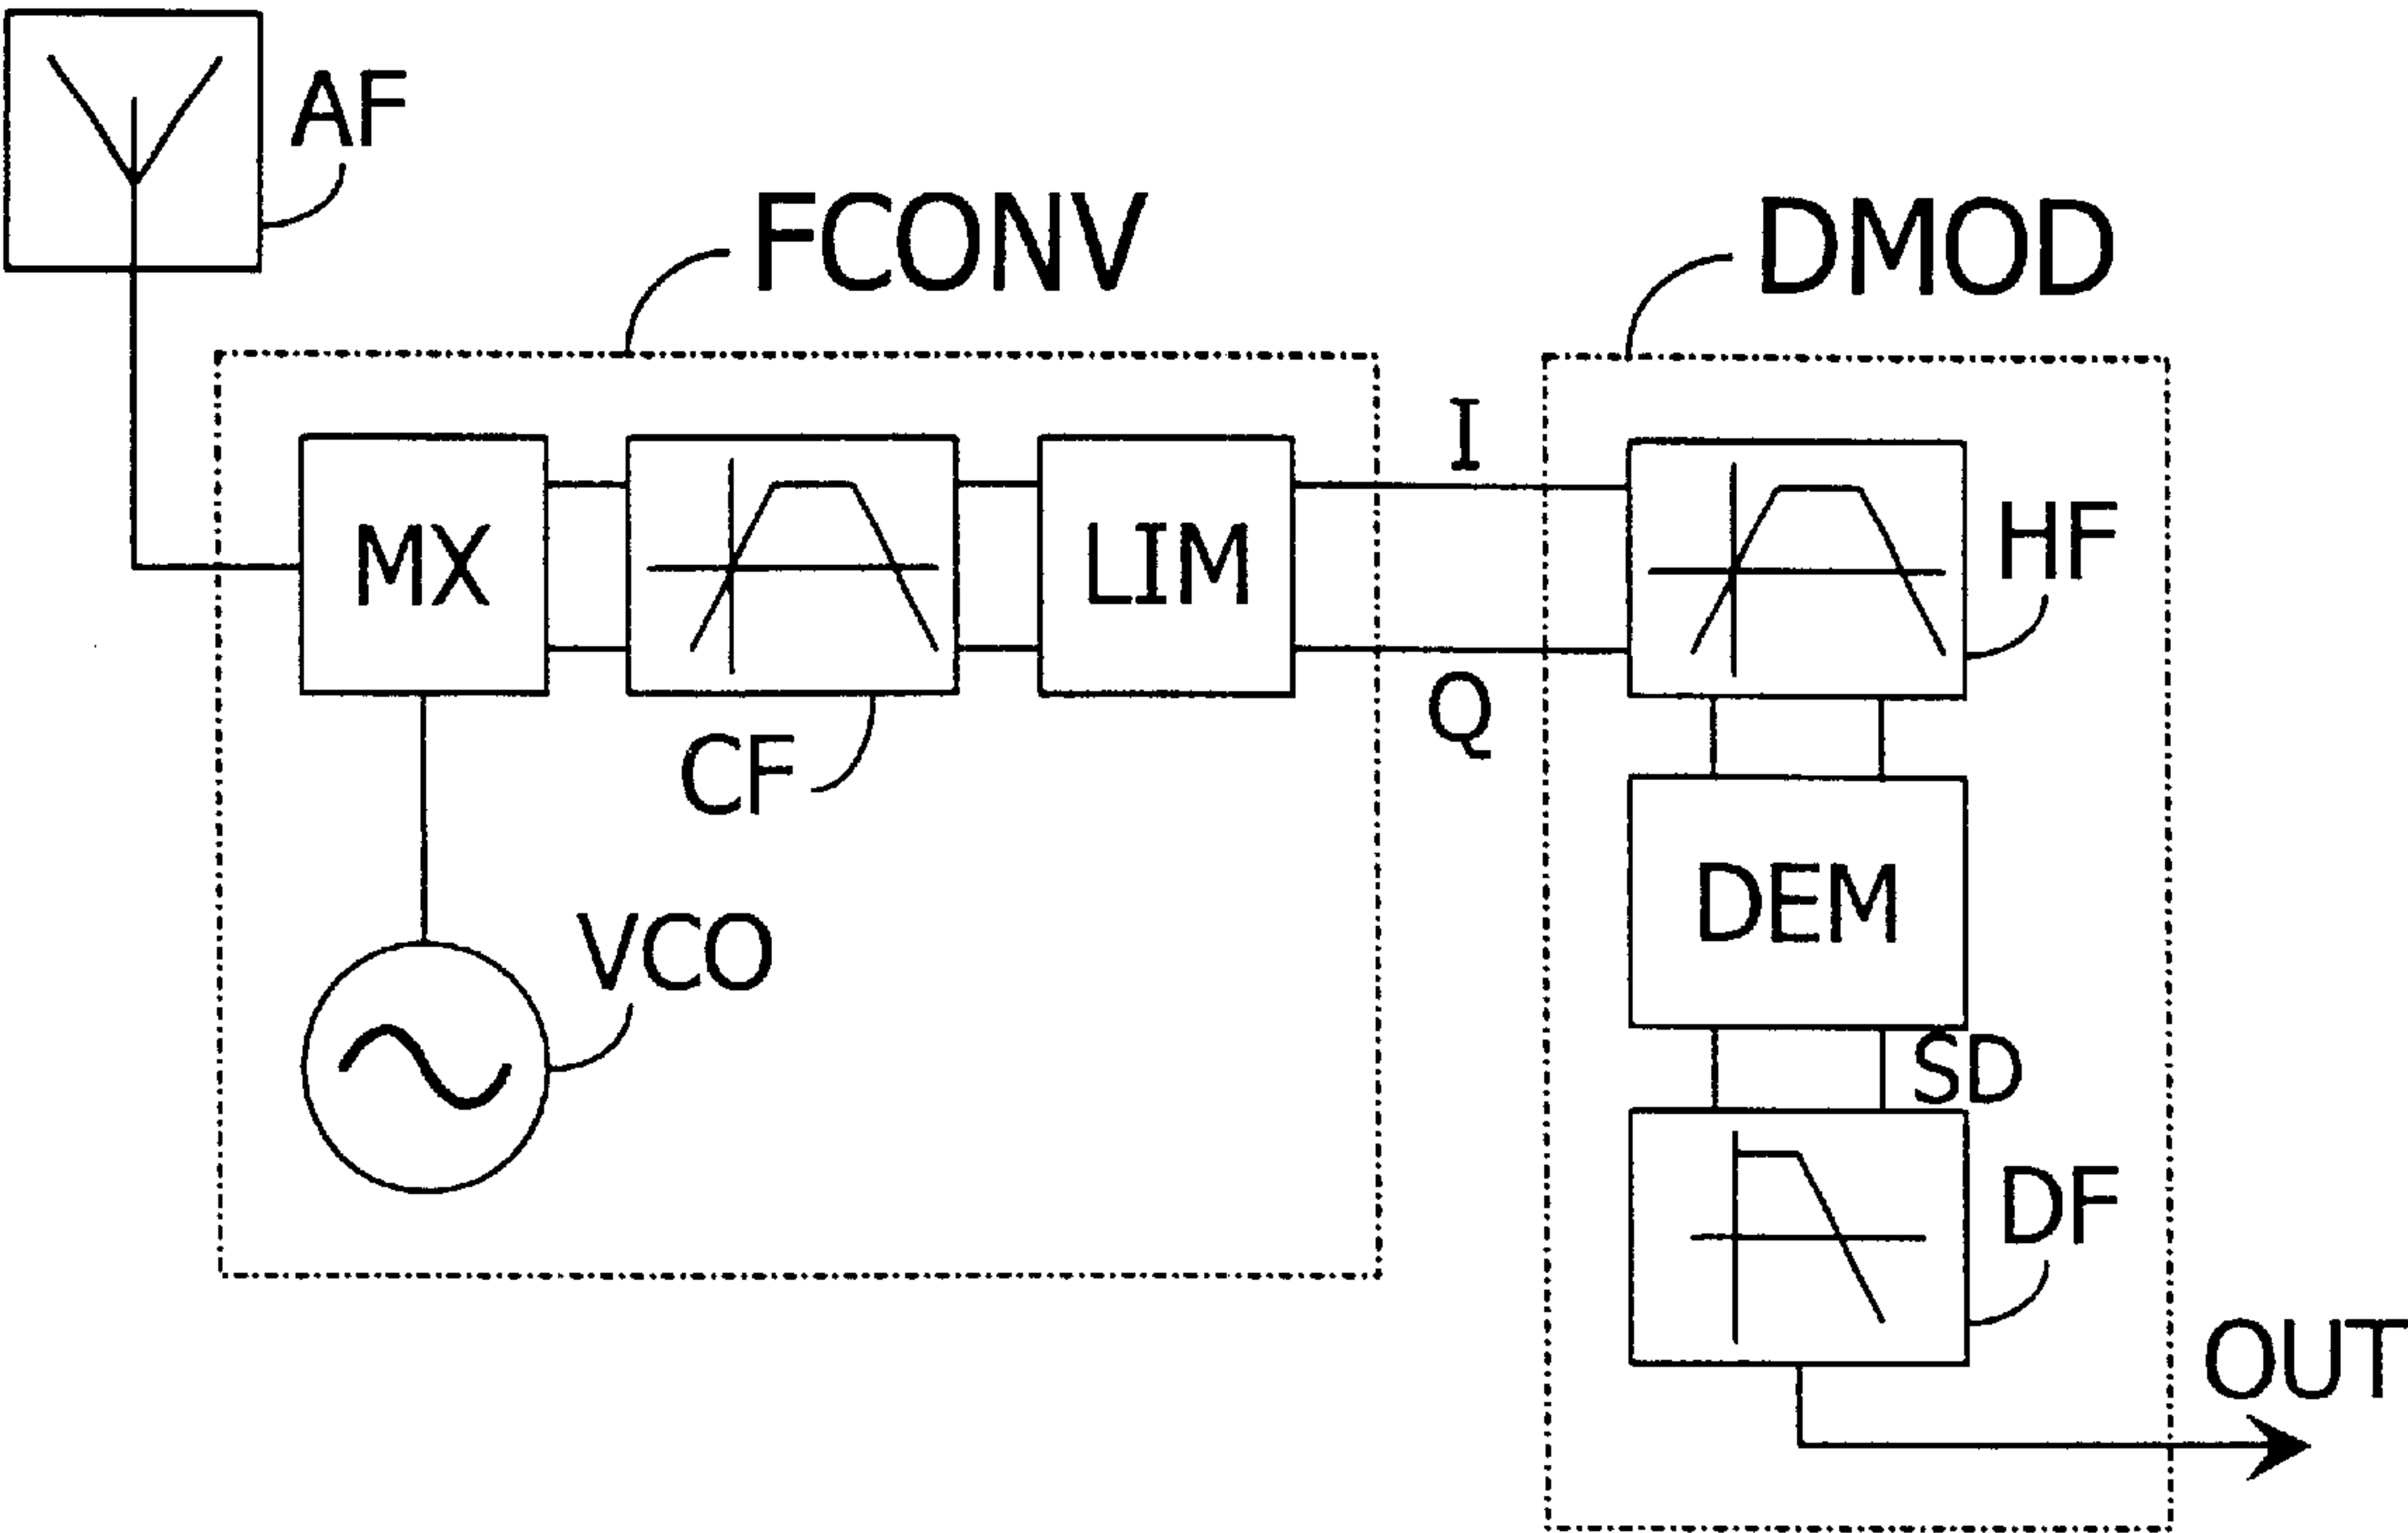 AF
FCONV
DMOD
I
MX
LIM
HF
Q
CF
DEM
VCO
SD
DF
OUT